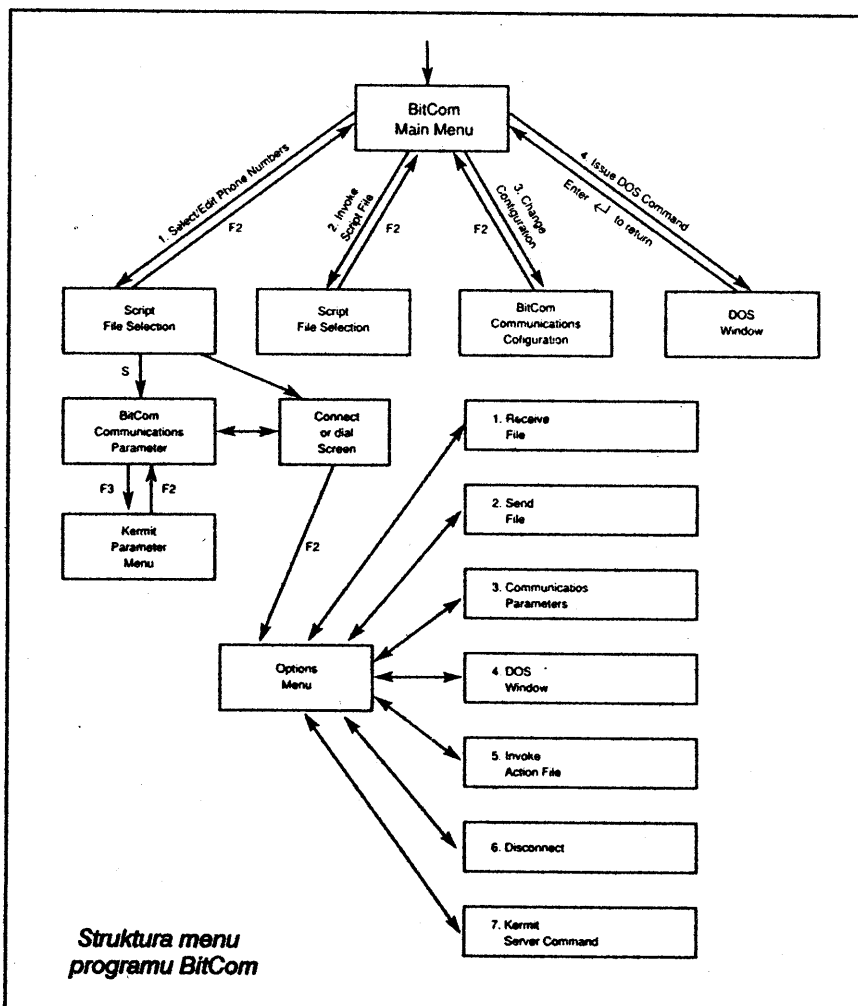 BitCom
Main Menu
1. Select/Edit Phone Numbers
F2
2. Invoke
Script File
F2
3. Change
Configuration
F2
4. Issue DOS Command
Enter ↵ to return
Script
File Selection
Script
File Selection
BitCom
Communications
Cofiguration
DOS
Window
S
BitCom
Communications
Parameter
Connect
or dial
Screen
F3
F2
Kermit
Parameter
Menu
F2
Options
Menu
1. Receive
File
2. Send
File
3. Communicatios
Parameters
4. DOS
Window
5. Invoke
Action File
6. Disconnect
7. Kermit
Server Command
Struktura menu
programu BitCom